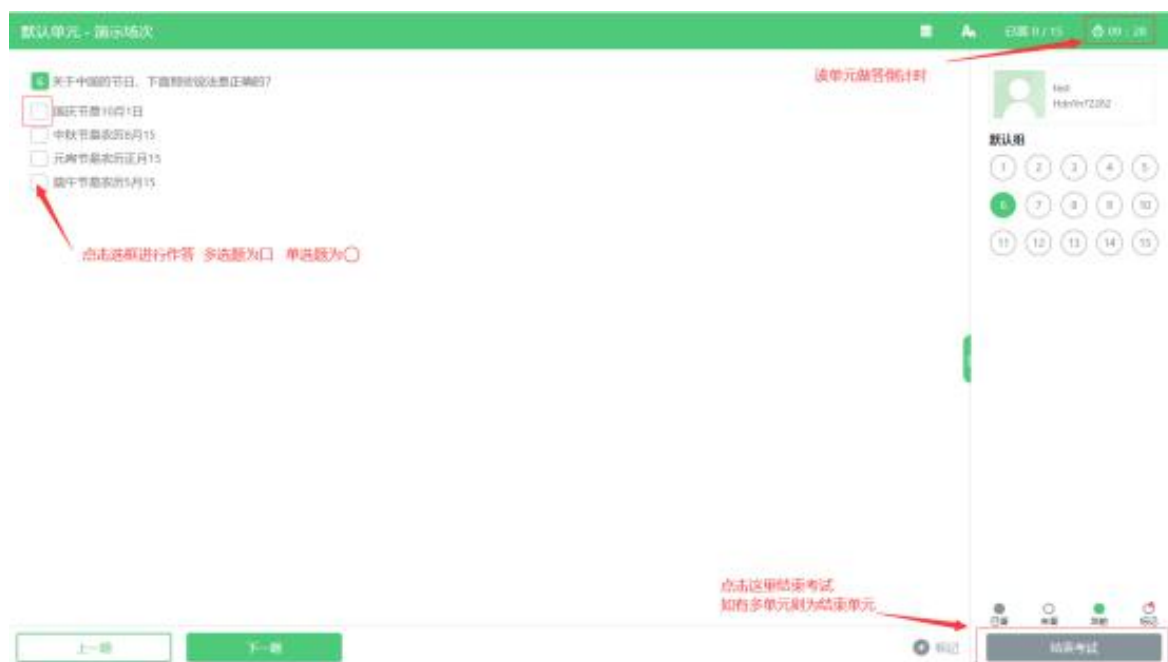 默认单元 - 演示场次
已答 0 / 15
09 : 28
该单元做答倒计时
6 关于中国的节日，下面哪些说法是正确的?
国庆节是10月1日
中秋节是农历8月15
元宵节是农历正月15
端午节是农历5月15
点击选框进行作答 多选题为口 单选题为〇
test
默认组
1 2 3 4 5
6 7 8 9 10
11 12 13 14 15
点击这里结束考试
如有多单元则为结束单元
已答 未答 当前 标记
上一题
下一题
标记
结束考试